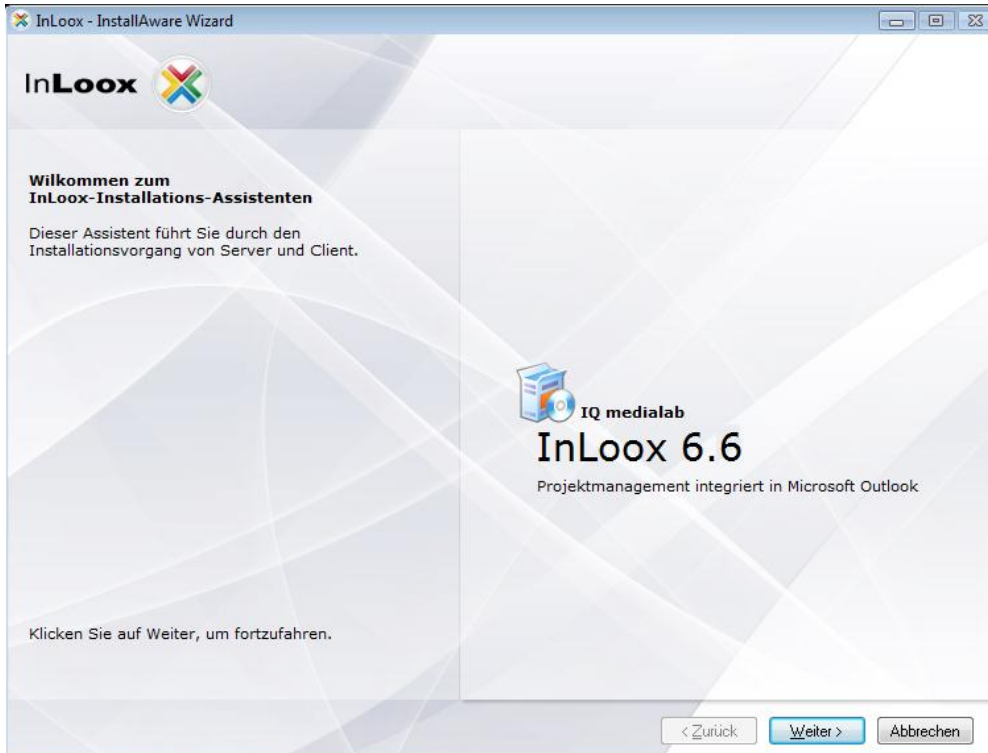 InLoox - InstallAware Wizard
InLoox
Wilkommen zum
InLoox-Installations-Assistenten
Dieser Assistent führt Sie durch den
Installationsvorgang von Server und Client.
IQ medialab
InLoox 6.6
Projektmanagement integriert in Microsoft Outlook
Klicken Sie auf Weiter, um fortzufahren.
< Zurück Weiter > Abbrechen